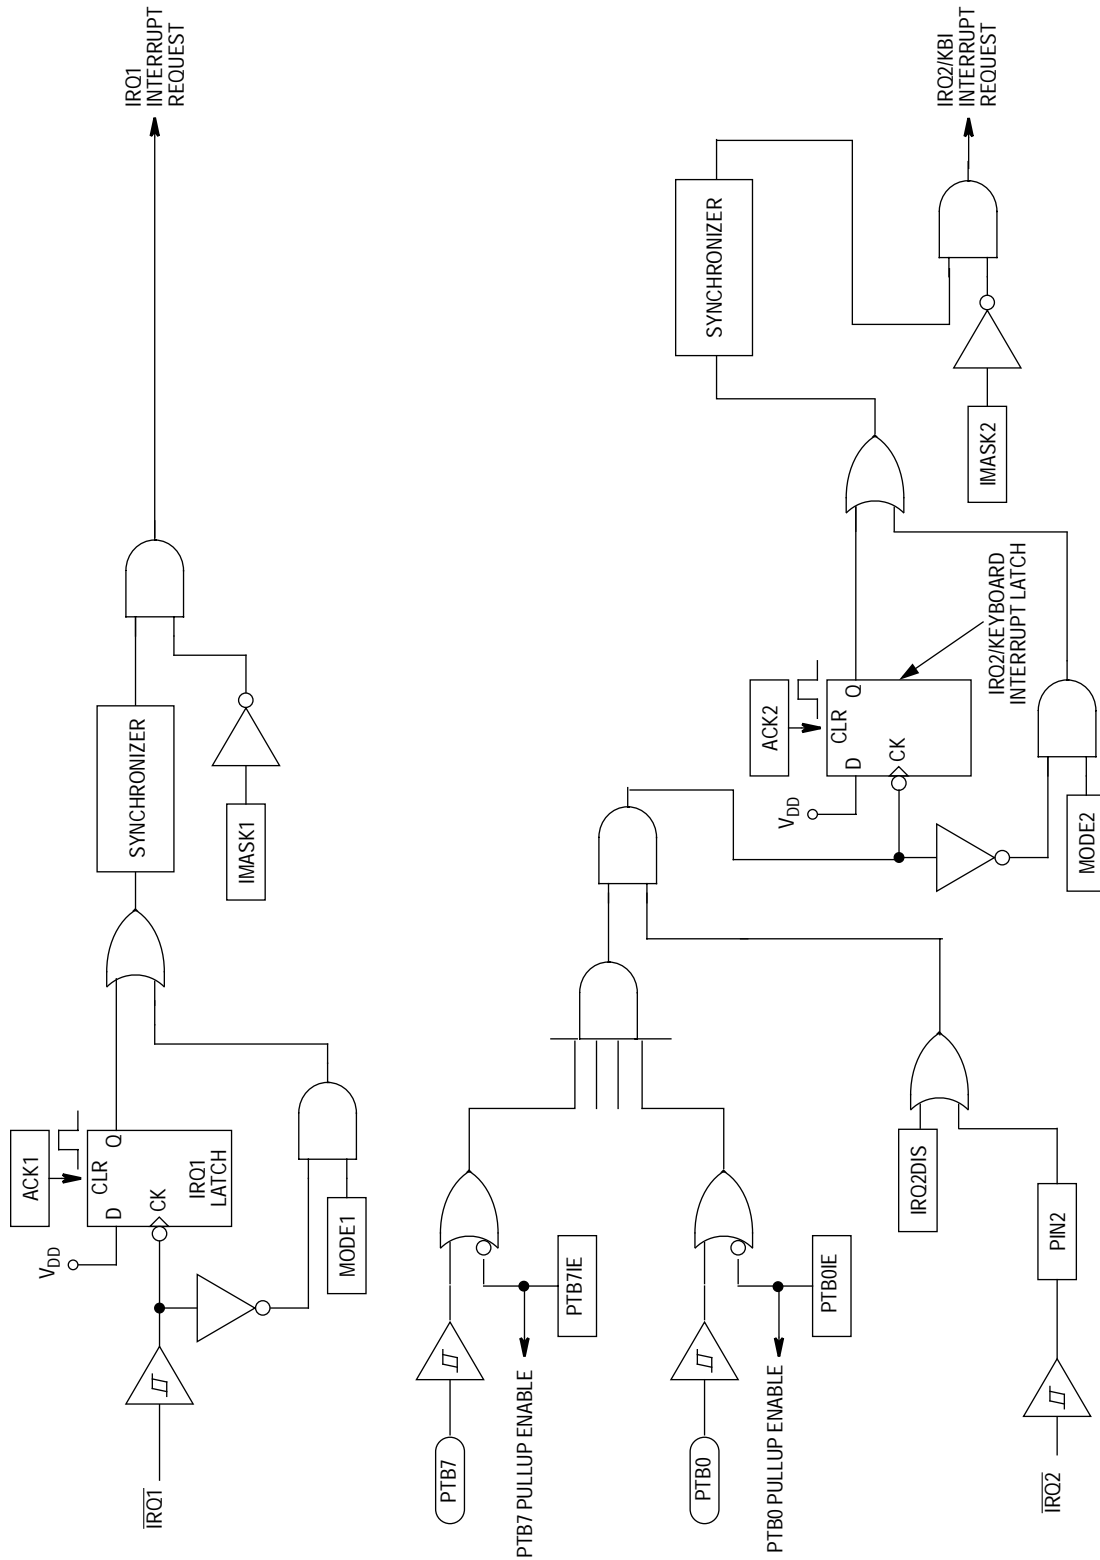 ACK1
VDD
D
CLR
Q
CK
IRQ1
LATCH
IRQ1
MODE1
SYNCHRONIZER
IMASK1
IRQ1
INTERRUPT
REQUEST
PTB7
PTB7IE
PTB7 PULLUP ENABLE
PTB0
PTB0IE
PTB0 PULLUP ENABLE
IRQ2
PIN2
IRQ2DIS
ACK2
VDD
D
CLR
Q
CK
IRQ2/KEYBOARD
INTERRUPT LATCH
MODE2
SYNCHRONIZER
IMASK2
IRQ2/KBI
INTERRUPT
REQUEST